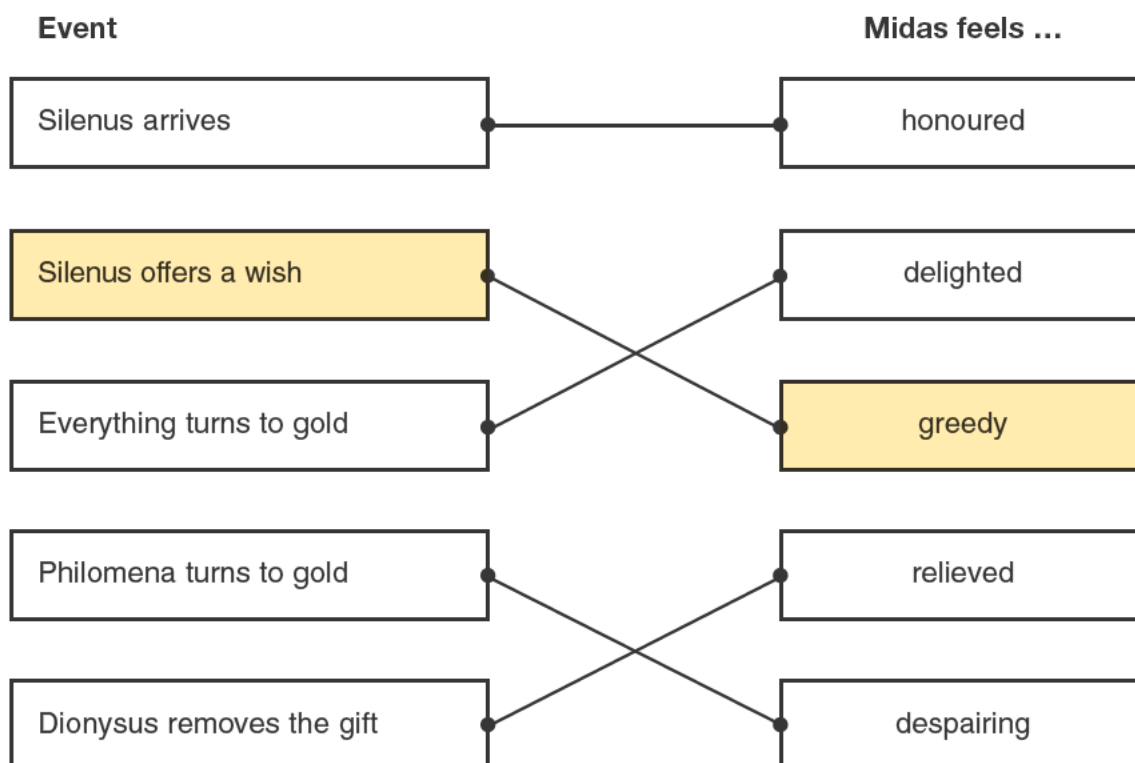 Event
Midas feels ...
Silenus arrives
honoured
Silenus offers a wish
delighted
Everything turns to gold
greedy
Philomena turns to gold
relieved
Dionysus removes the gift
despairing